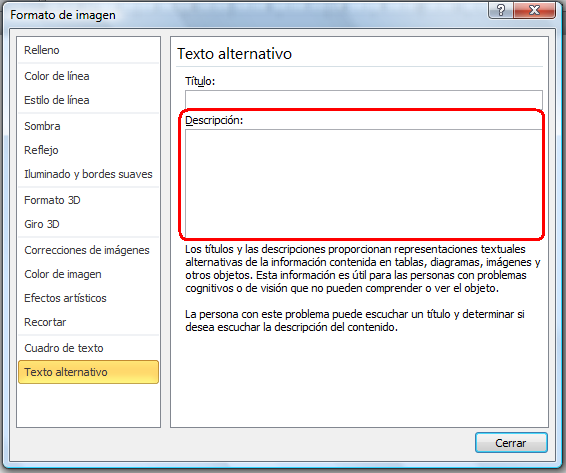 Formato de imagen
Relleno
Color de línea
Estilo de línea
Sombra
Reflejo
Iluminado y bordes suaves
Formato 3D
Giro 3D
Correcciones de imágenes
Color de imagen
Efectos artísticos
Recortar
Cuadro de texto
Texto alternativo
Texto alternativo
Título:
Descripción:
Los títulos y las descripciones proporcionan representaciones textuales
alternativas de la información contenida en tablas, diagramas, imágenes y
otros objetos. Esta información es útil para las personas con problemas
cognitivos o de visión que no pueden comprender o ver el objeto.
La persona con este problema puede escuchar un título y determinar si
desea escuchar la descripción del contenido.
Cerrar